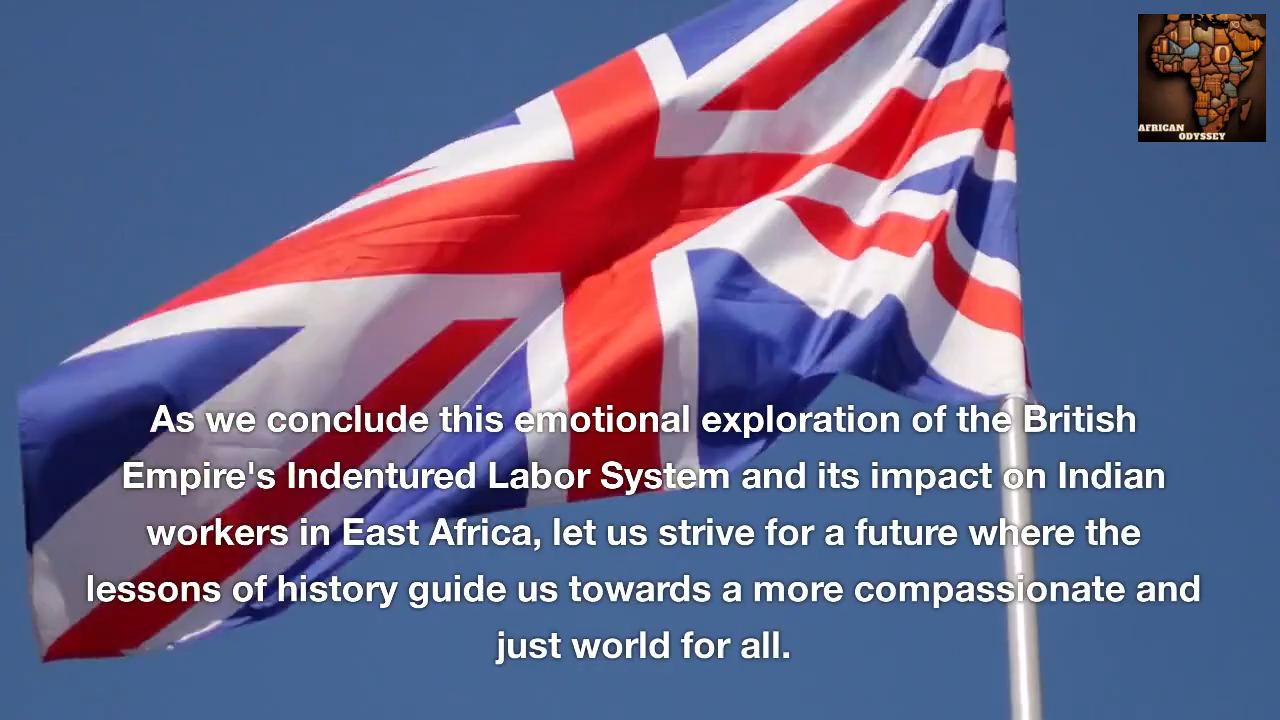 AFRICAN
ODYSSEY
As we conclude this emotional exploration of the British
Empire's Indentured Labor System and its impact on Indian
workers in East Africa, let us strive for a future where the
lessons of history guide us towards a more compassionate and
just world for all.